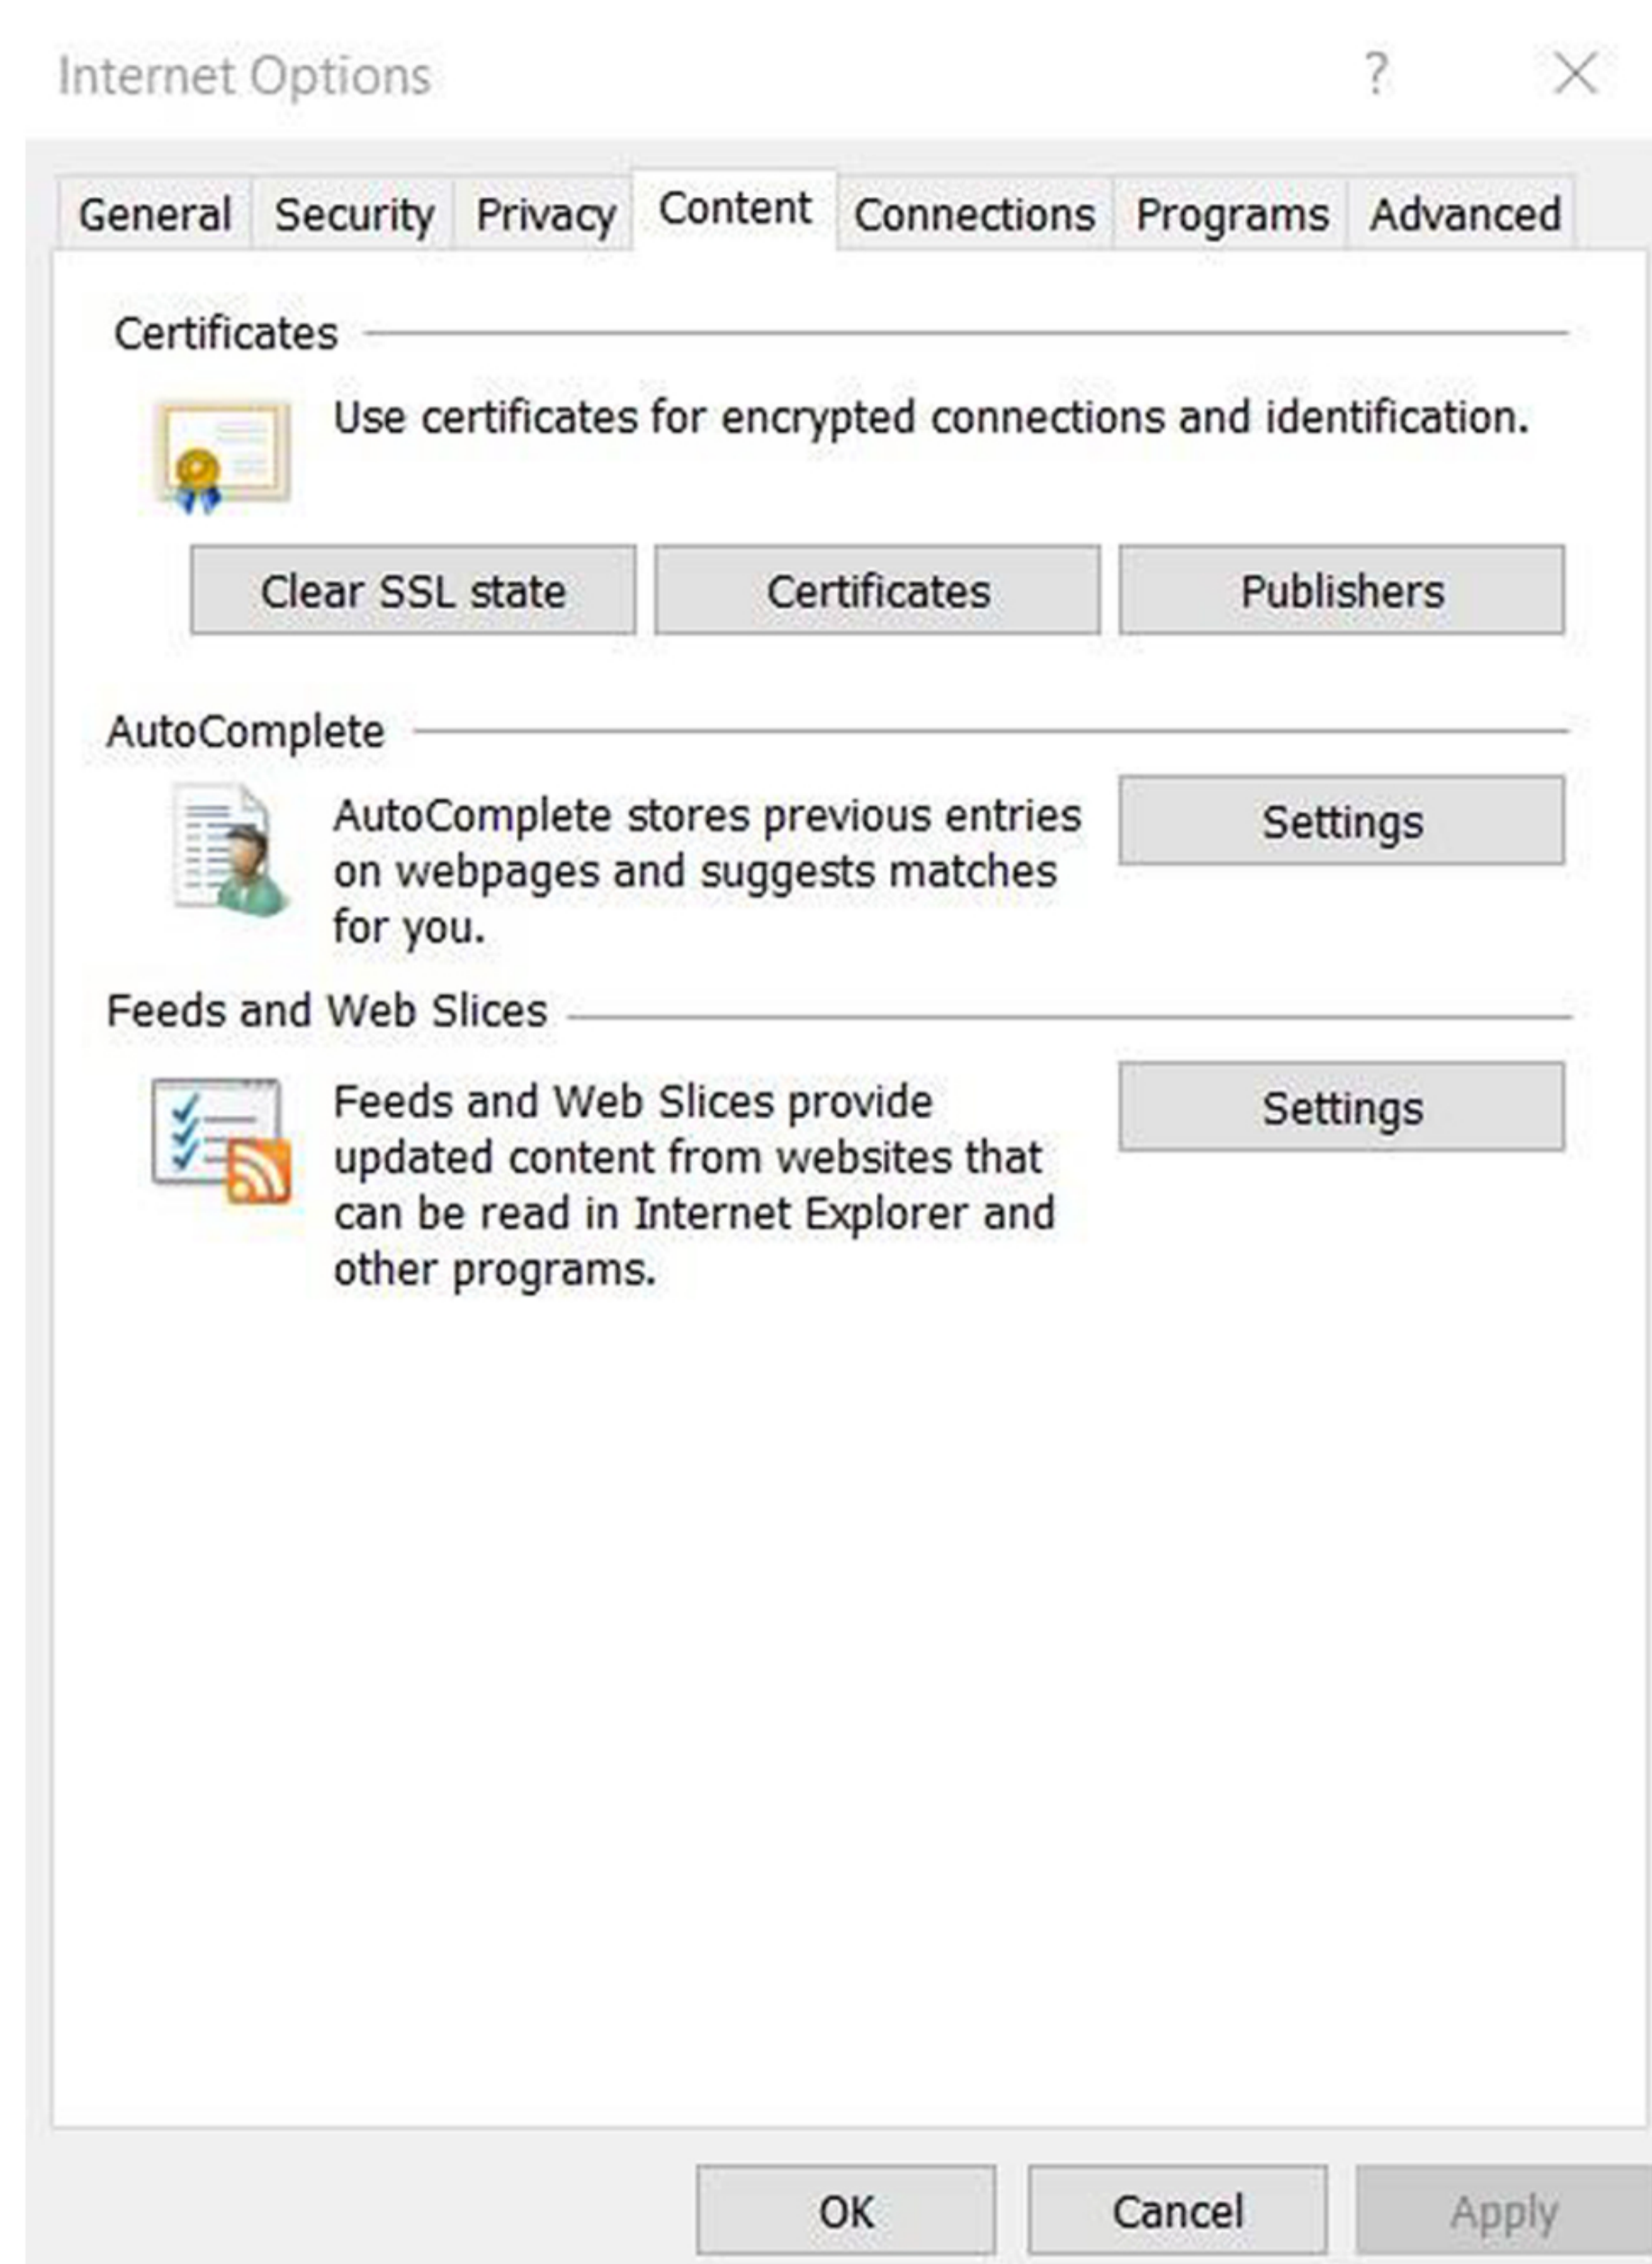 Internet Options
?
General Security Privacy Content Connections Programs Advanced
Certificates
Use certificates for encrypted connections and identification.
Clear SSL state Certificates Publishers
AutoComplete
AutoComplete stores previous entries
on webpages and suggests matches
for you.
Settings
Feeds and Web Slices
Feeds and Web Slices provide
updated content from websites that
can be read in Internet Explorer and
other programs.
Settings
OK Cancel Apply